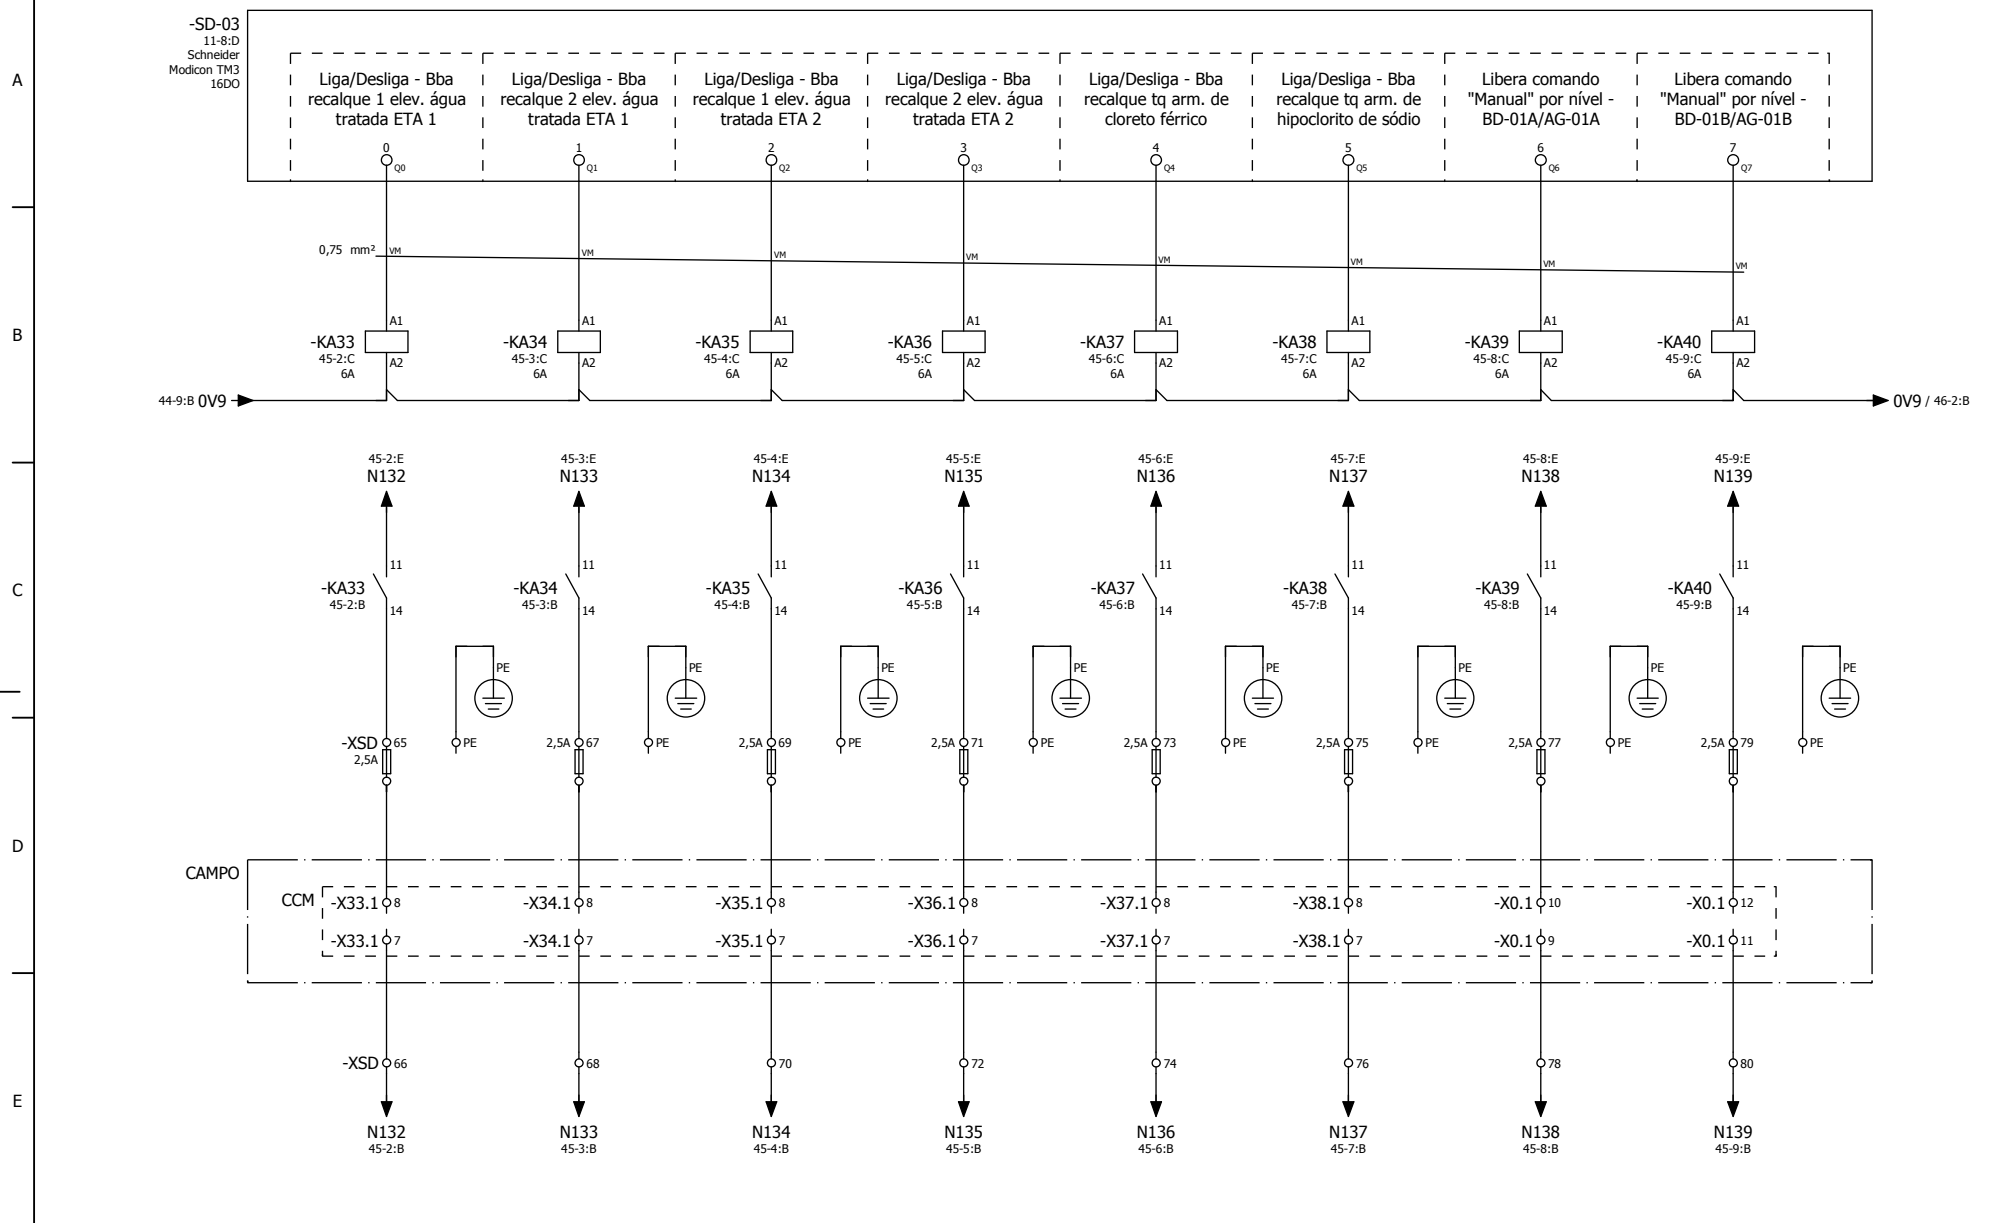 -SD-03
11-8:D
Schneider
Modicon TM3
16DO
A
Liga/Desliga - Bba
recalque 1 elev. água
tratada ETA 1
Liga/Desliga - Bba
recalque 2 elev. água
tratada ETA 1
Liga/Desliga - Bba
recalque 1 elev. água
tratada ETA 2
Liga/Desliga - Bba
recalque 2 elev. água
tratada ETA 2
Liga/Desliga - Bba
recalque tq arm. de
cloreto férrico
Liga/Desliga - Bba
recalque tq arm. de
hipoclorito de sódio
Libera comando
"Manual" por nível -
BD-01A/AG-01A
Libera comando
"Manual" por nível -
BD-01B/AG-01B
0 1 2 3 4 5 6 7
Q0 Q1 Q2 Q3 Q4 Q5 Q6 Q7
0,75 mm² VM VM VM VM VM VM VM VM
B
A1 A1 A1 A1 A1 A1 A1 A1
-KA33 -KA34 -KA35 -KA36 -KA37 -KA38 -KA39 -KA40
45-2:C 45-3:C 45-4:C 45-5:C 45-6:C 45-7:C 45-8:C 45-9:C
A2 A2 A2 A2 A2 A2 A2 A2
6A 6A 6A 6A 6A 6A 6A 6A
44-9:B 0V9 0V9 / 46-2:B
45-2:E 45-3:E 45-4:E 45-5:E 45-6:E 45-7:E 45-8:E 45-9:E
N132 N133 N134 N135 N136 N137 N138 N139
11 11 11 11 11 11 11 11
C
-KA33 -KA34 -KA35 -KA36 -KA37 -KA38 -KA39 -KA40
45-2:B 45-3:B 45-4:B 45-5:B 45-6:B 45-7:B 45-8:B 45-9:B
14 14 14 14 14 14 14 14
PE PE PE PE PE PE PE PE
-XSD 65 PE 2,5A 67 PE 2,5A 69 PE 2,5A 71 PE 2,5A 73 PE 2,5A 75 PE 2,5A 77 PE 2,5A 79 PE
2,5A
D
CAMPO
CCM
-X33.1 8 -X34.1 8 -X35.1 8 -X36.1 8 -X37.1 8 -X38.1 8 -X0.1 10 -X0.1 12
-X33.1 7 -X34.1 7 -X35.1 7 -X36.1 7 -X37.1 7 -X38.1 7 -X0.1 9 -X0.1 11
-XSD 66 68 70 72 74 76 78 80
E
N132 N133 N134 N135 N136 N137 N138 N139
45-2:B 45-3:B 45-4:B 45-5:B 45-6:B 45-7:B 45-8:B 45-9:B